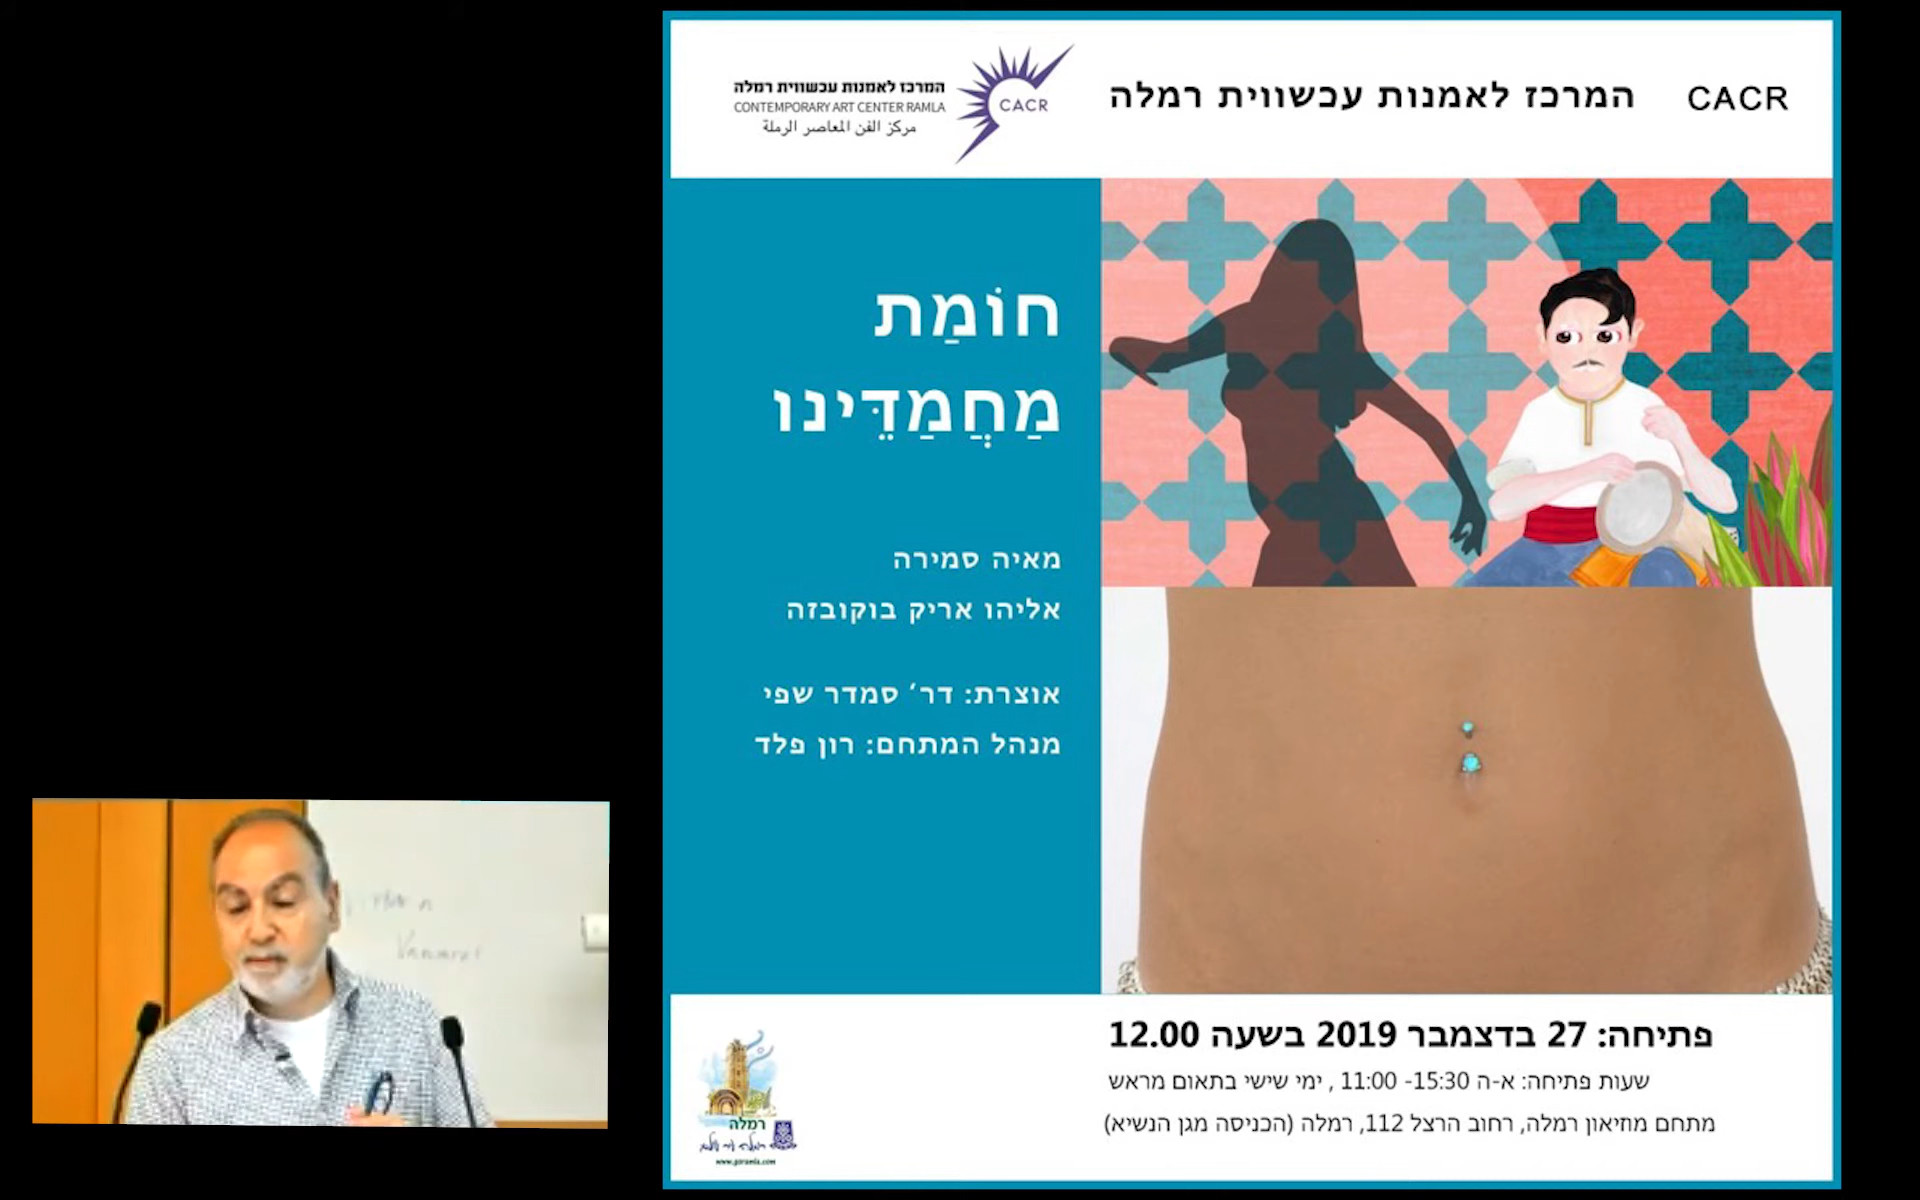 CACR המרכז לאמנות עכשווית רמלה
המרכז לאמנות עכשווית רמלה
CONTEMPORARY ART CENTER RAMLA
مركز الفن المعاصر الرملة
CACR
חוֹמַת
מַחֲמַדֵּינו
מאיה סמירה
אליהו אריק בוקובזה
אוצרת: דר׳ סמדר שפי
מנהל המתחם: רון פלד
פתיחה: 27 בדצמבר 2019 בשעה 12.00
שעות פתיחה: א-ה 15:30- 11:00 , ימי שישי בתאום מראש
מתחם מוזיאון רמלה, רחוב הרצל 112, רמלה (הכניסה מגן הנשיא)
רמלה